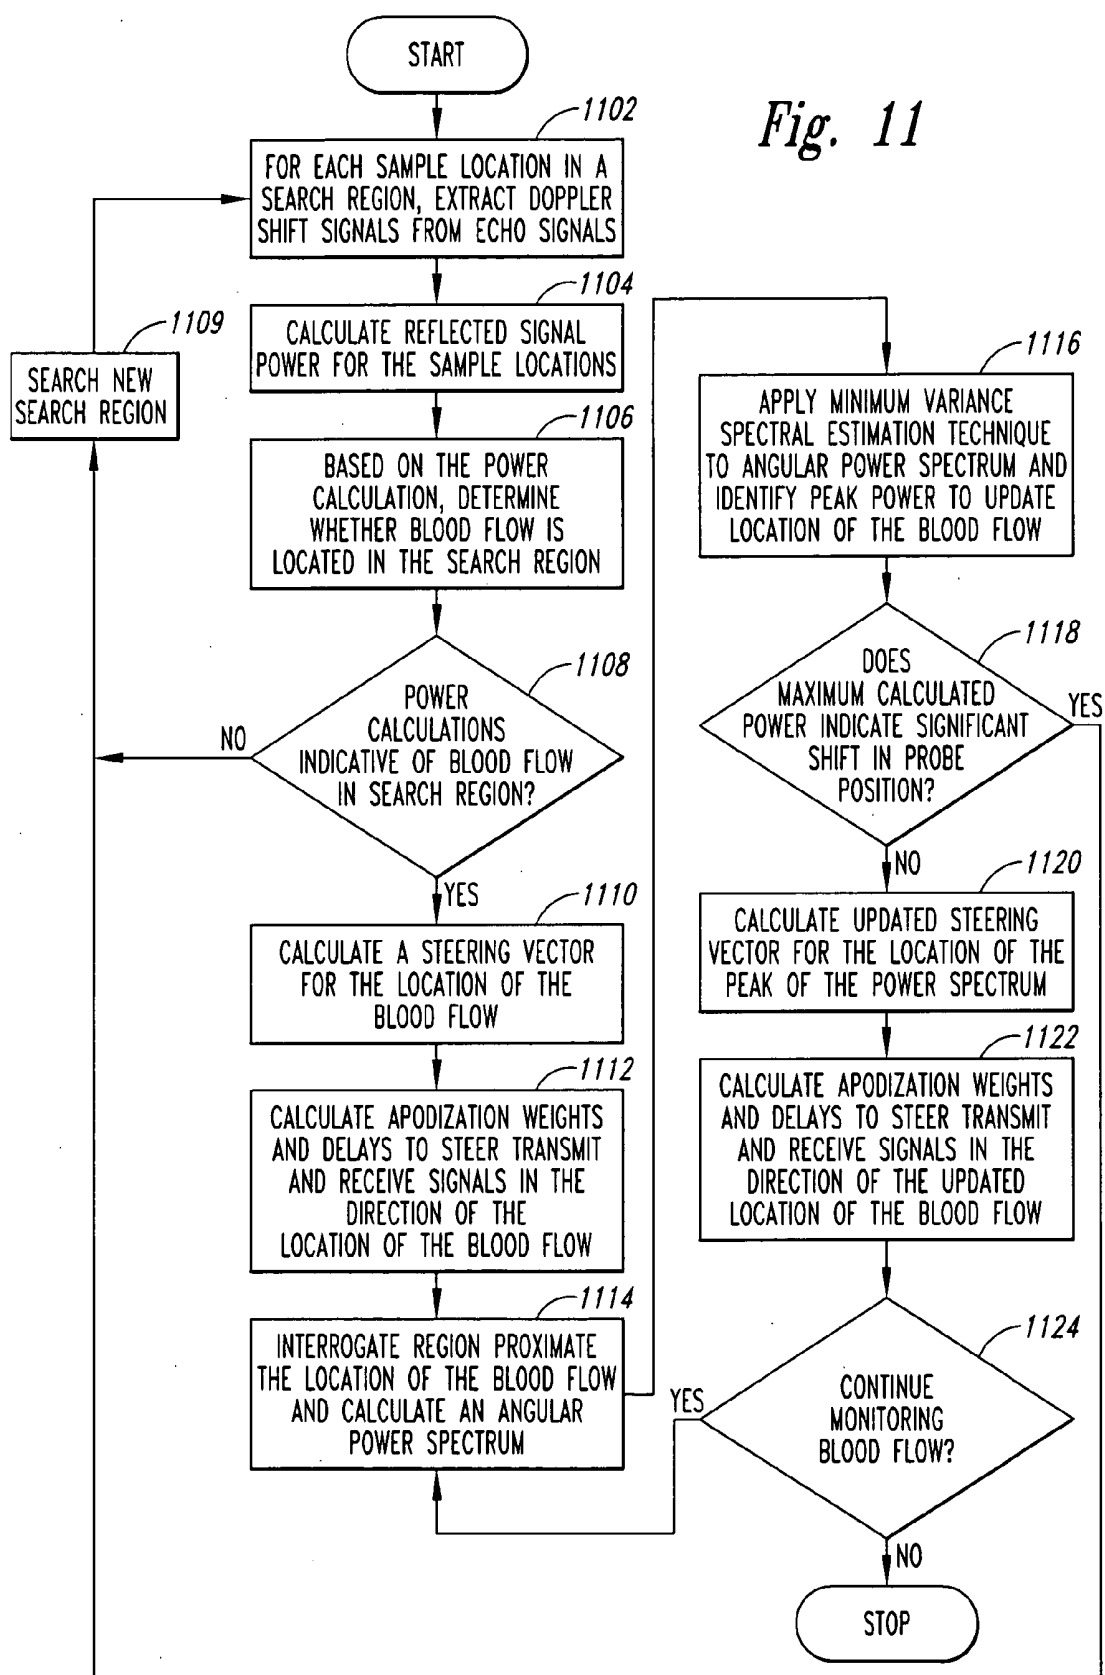 START
Fig. 11
1102
FOR EACH SAMPLE LOCATION IN A
SEARCH REGION, EXTRACT DOPPLER
SHIFT SIGNALS FROM ECHO SIGNALS
1104
CALCULATE REFLECTED SIGNAL
POWER FOR THE SAMPLE LOCATIONS
1109
SEARCH NEW
SEARCH REGION
1106
BASED ON THE POWER
CALCULATION, DETERMINE
WHETHER BLOOD FLOW IS
LOCATED IN THE SEARCH REGION
1108
POWER
CALCULATIONS
INDICATIVE OF BLOOD FLOW
IN SEARCH REGION?
NO
YES
1110
CALCULATE A STEERING VECTOR
FOR THE LOCATION OF THE
BLOOD FLOW
1112
CALCULATE APODIZATION WEIGHTS
AND DELAYS TO STEER TRANSMIT
AND RECEIVE SIGNALS IN THE
DIRECTION OF THE
LOCATION OF THE BLOOD FLOW
1114
INTERROGATE REGION PROXIMATE
THE LOCATION OF THE BLOOD FLOW
AND CALCULATE AN ANGULAR
POWER SPECTRUM
1116
APPLY MINIMUM VARIANCE
SPECTRAL ESTIMATION TECHNIQUE
TO ANGULAR POWER SPECTRUM AND
IDENTIFY PEAK POWER TO UPDATE
LOCATION OF THE BLOOD FLOW
1118
DOES
MAXIMUM CALCULATED
POWER INDICATE SIGNIFICANT
SHIFT IN PROBE
POSITION?
YES
NO
1120
CALCULATE UPDATED STEERING
VECTOR FOR THE LOCATION OF THE
PEAK OF THE POWER SPECTRUM
1122
CALCULATE APODIZATION WEIGHTS
AND DELAYS TO STEER TRANSMIT
AND RECEIVE SIGNALS IN THE
DIRECTION OF THE UPDATED
LOCATION OF THE BLOOD FLOW
1124
CONTINUE
MONITORING
BLOOD FLOW?
YES
NO
STOP